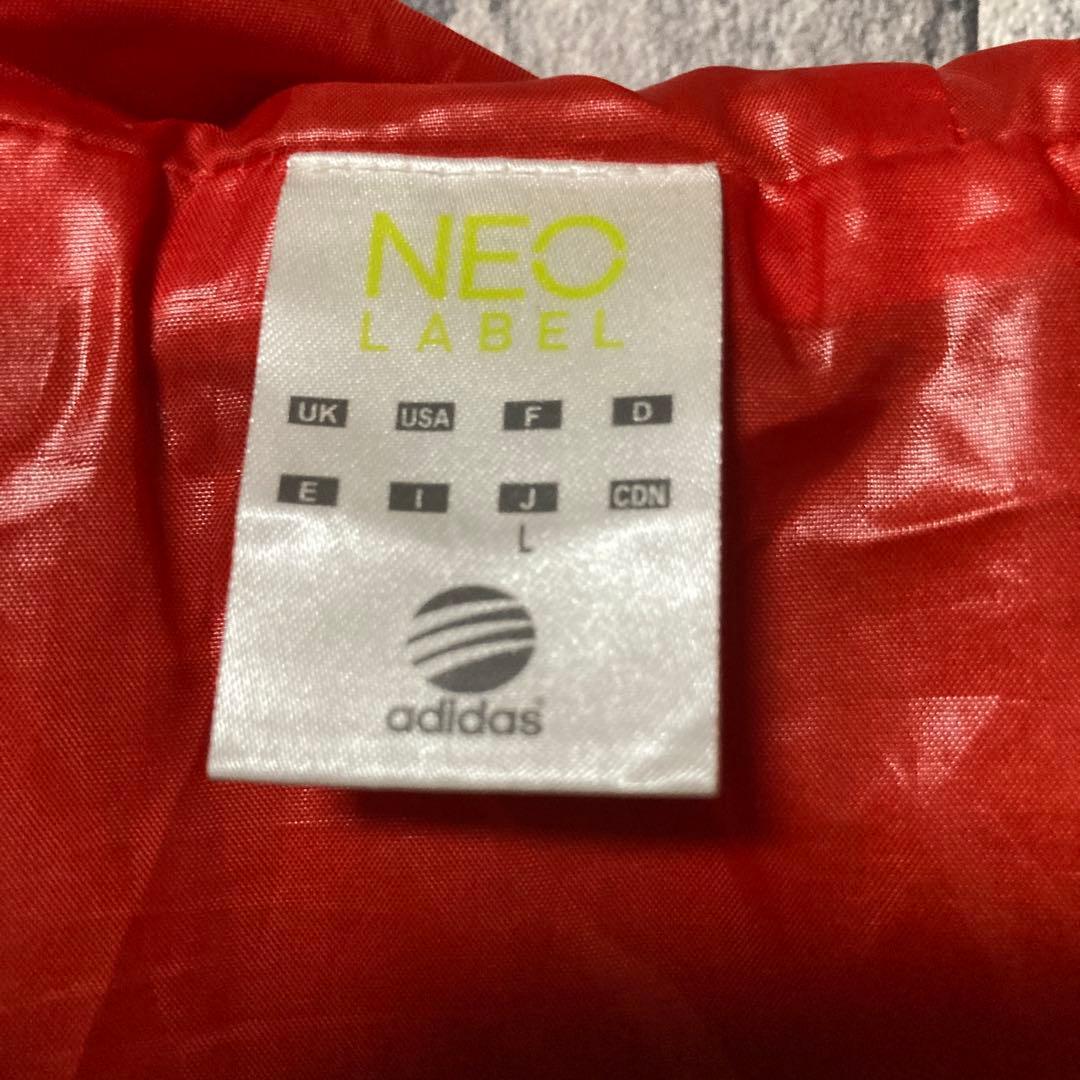 NEO
LABEL
UK USA F D
E I J CDN
L
adidas